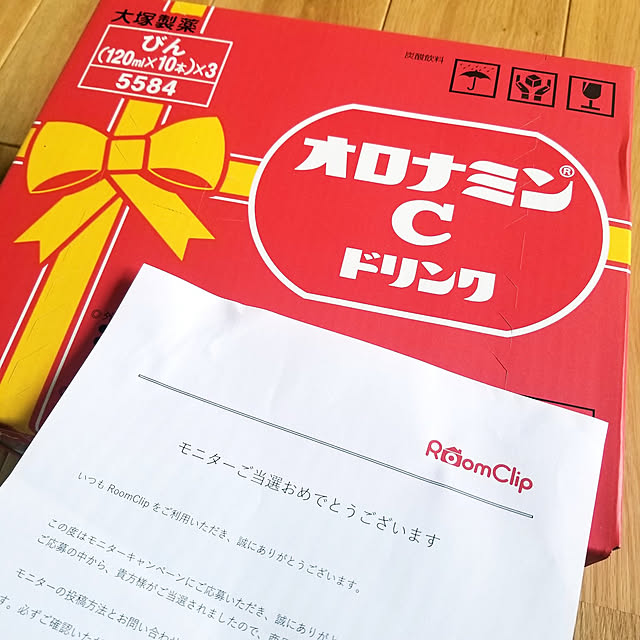 大塚製薬
びん
(120ml×10本)×3
5584
炭酸飲料
オロナミン®
C
ドリンク
RoomClip
モニターご当選おめでとうございます
いつも RoomClip をご利用いただき、誠にありがとうございます。
この度はモニターキャンペーンにご応募いただき、誠にありがと
ご応募の中から、貴方様がご当選されましたので、商
モニターの投稿方法とお問い合わ
す。必ずご確認いただ